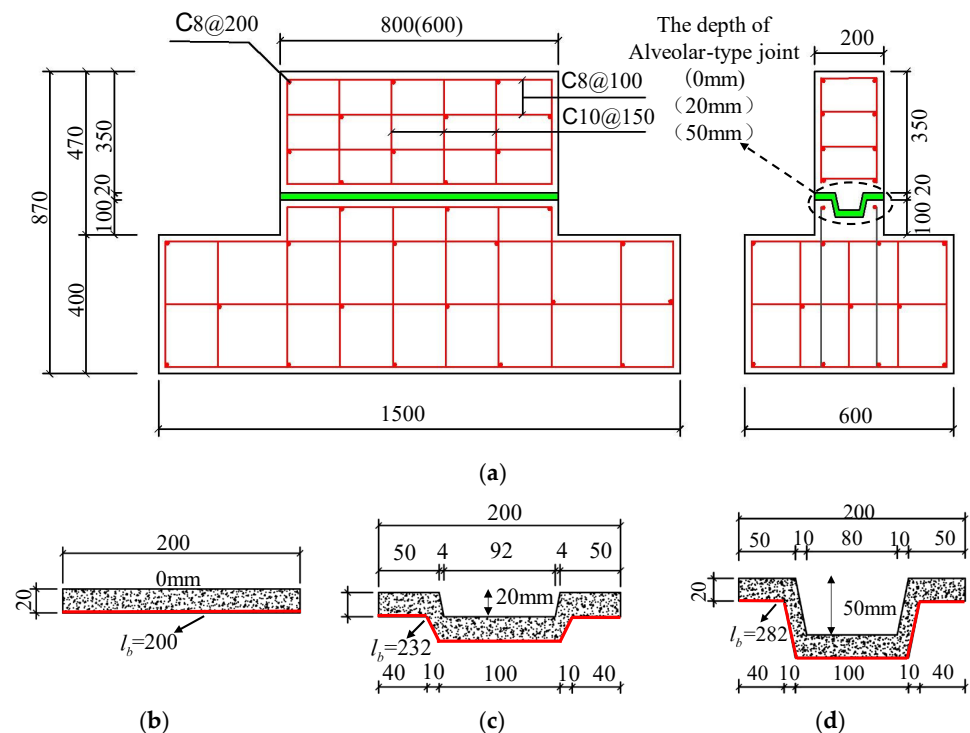 C8@200
800(600)
The depth of
Alveolar-type joint
(0mm)
（20mm）
（50mm）
200
C8@100
C10@150
870
470
350
20
100
400
350
20
100
1500
600
(a)
200
0mm
20
l_b=200
(b)
200
50 4 92 4 50
20mm
l_b=232
40 10 100 10 40
(c)
200
50 10 80 10 50
20
50mm
l_b=282
40 10 100 10 40
(d)